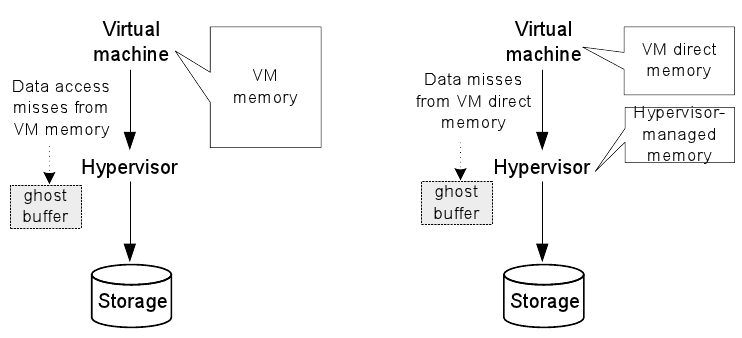 Virtual
machine
VM
memory
Data access
misses from
VM memory
Hypervisor
ghost
buffer
Storage
Virtual
machine
VM direct
memory
Data misses
from VM direct
memory
Hypervisor-
managed
memory
Hypervisor
ghost
buffer
Storage